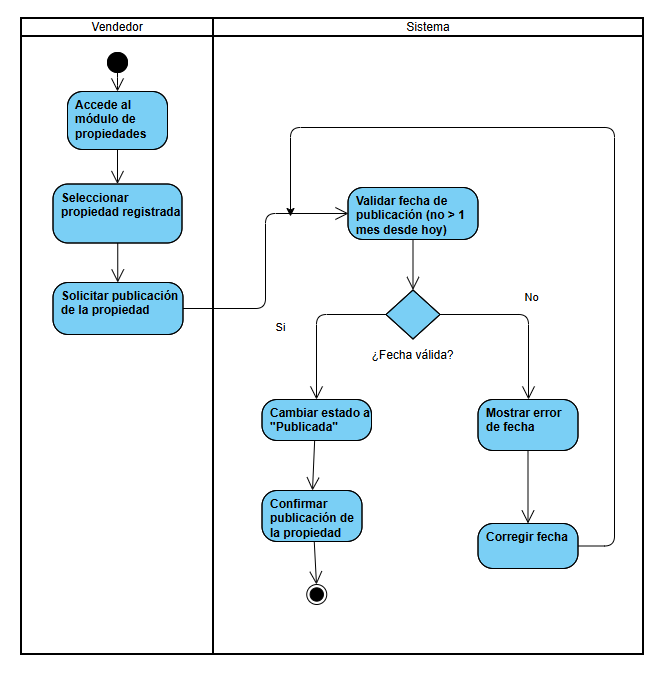 Vendedor
Sistema
Accede al
módulo de
propiedades
Seleccionar
propiedad registrada
Solicitar publicación
de la propiedad
Validar fecha de
publicación (no > 1
mes desde hoy)
Si
No
¿Fecha válida?
Cambiar estado a
"Publicada"
Mostrar error
de fecha
Confirmar
publicación de
la propiedad
Corregir fecha